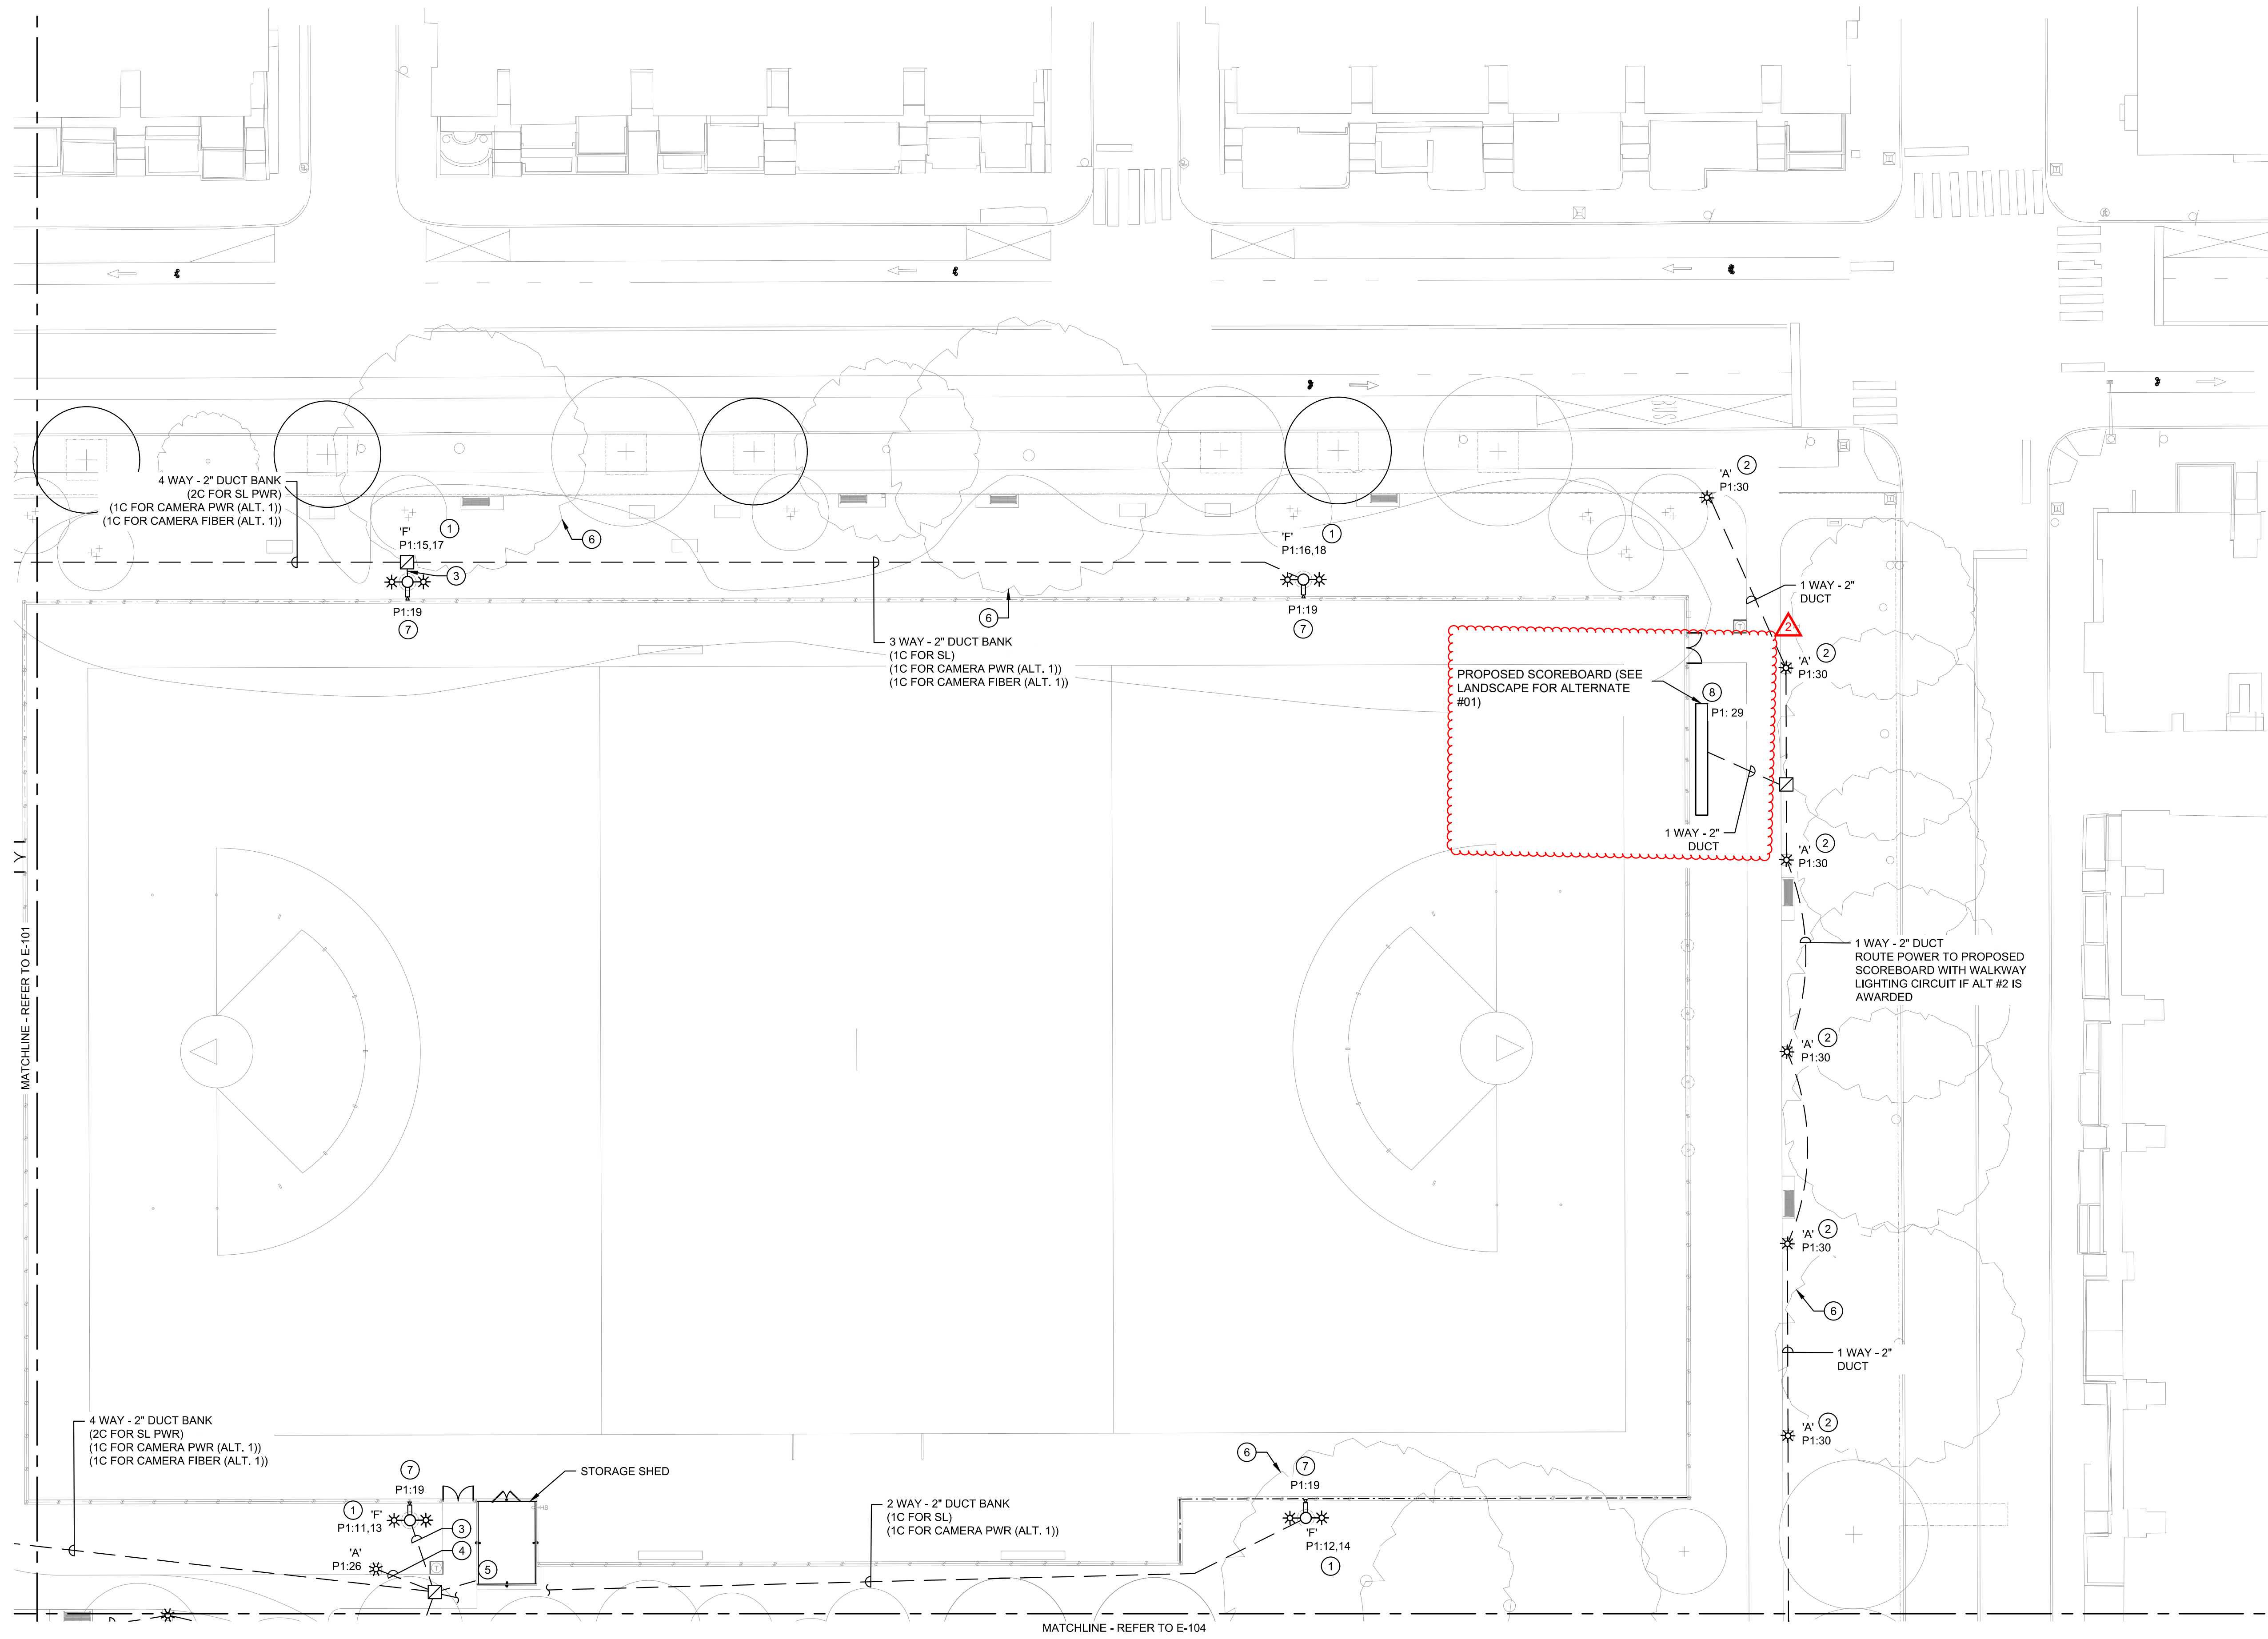 BUS
4 WAY - 2" DUCT BANK
(2C FOR SL PWR)
(1C FOR CAMERA PWR (ALT. 1))
(1C FOR CAMERA FIBER (ALT. 1))
'F'
1
P1:15,17
6
3
P1:19
7
6
3 WAY - 2" DUCT BANK
(1C FOR SL)
(1C FOR CAMERA PWR (ALT. 1))
(1C FOR CAMERA FIBER (ALT. 1))
'F'
1
P1:16,18
P1:19
7
'A'
2
P1:30
1 WAY - 2"
DUCT
T
2
'A'
2
P1:30
PROPOSED SCOREBOARD (SEE
LANDSCAPE FOR ALTERNATE
#01)
8
P1: 29
1 WAY - 2"
DUCT
'A'
2
P1:30
1 WAY - 2" DUCT
ROUTE POWER TO PROPOSED
SCOREBOARD WITH WALKWAY
LIGHTING CIRCUIT IF ALT #2 IS
AWARDED
'A'
2
P1:30
'A'
2
P1:30
6
1 WAY - 2"
DUCT
'A'
2
P1:30
MATCHLINE - REFER TO E-101
4 WAY - 2" DUCT BANK
(2C FOR SL PWR)
(1C FOR CAMERA PWR (ALT. 1))
(1C FOR CAMERA FIBER (ALT. 1))
7
P1:19
1
'F'
P1:11,13
3
4
'A'
P1:26
T
5
STORAGE SHED
HB
2 WAY - 2" DUCT BANK
(1C FOR SL)
(1C FOR CAMERA PWR (ALT. 1))
6
7
P1:19
'F'
P1:12,14
1
MATCHLINE - REFER TO E-104